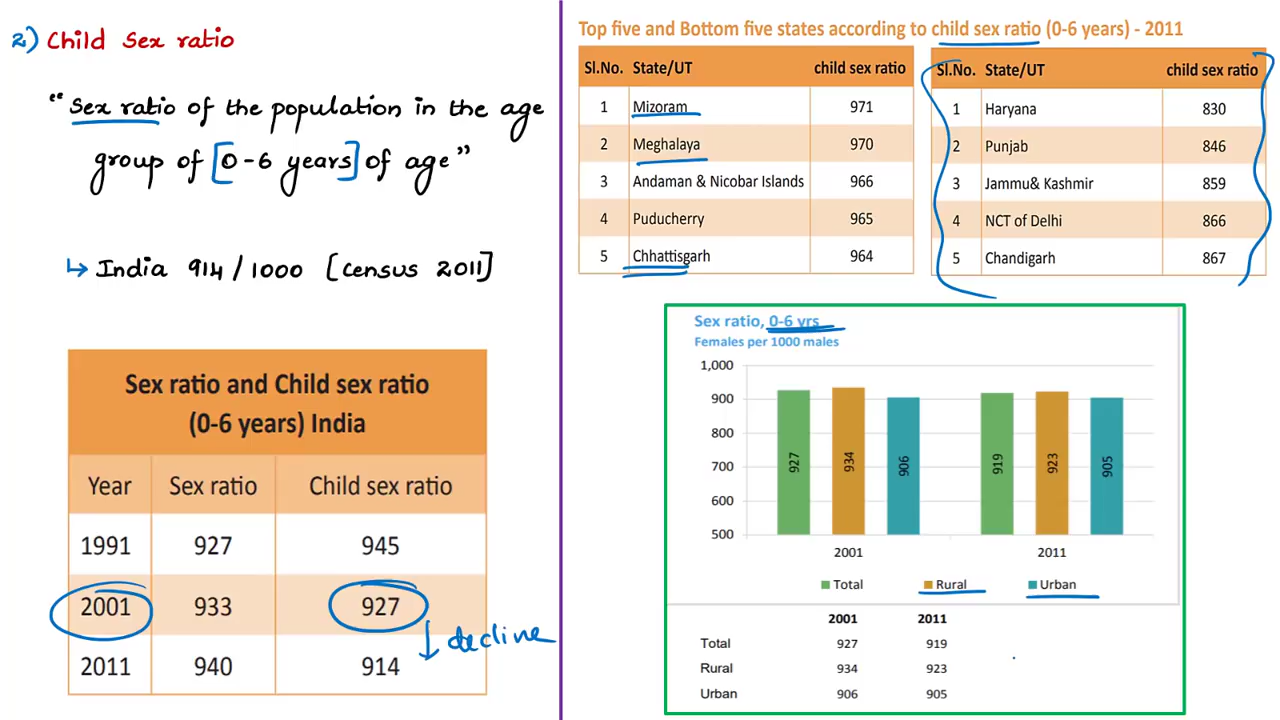 2) Child Sex ratio
"Sex ratio of the population in the age
group of [0-6 years] of age"
↳ India 914/1000 [Census 2011]
Sex ratio and Child sex ratio
(0-6 years) India
Year Sex ratio Child sex ratio
1991 927 945
2001 933 927
decline
2011 940 914
Top five and Bottom five states according to child sex ratio (0-6 years) - 2011
Sl.No. State/UT child sex ratio
1 Mizoram 971
2 Meghalaya 970
3 Andaman & Nicobar Islands 966
4 Puducherry 965
5 Chhattisgarh 964
Sl.No. State/UT child sex ratio
1 Haryana 830
2 Punjab 846
3 Jammu& Kashmir 859
4 NCT of Delhi 866
5 Chandigarh 867
Sex ratio, 0-6 yrs
Females per 1000 males
1,000
900
800
700
600
500
927 934 906 919 923 905
2001 2011
Total Rural Urban
2001 2011
Total 927 919
Rural 934 923
Urban 906 905